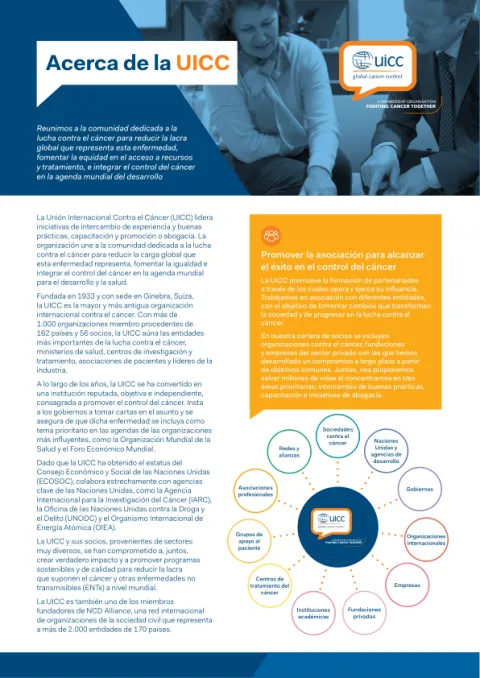 Acerca de la UICC
uicc
global cancer control
A MEMBERSHIP ORGANISATION
FIGHTING CANCER TOGETHER
Reunimos a la comunidad dedicada a la
lucha contra el cáncer para reducir la lacra
global que representa esta enfermedad,
fomentar la equidad en el acceso a recursos
y tratamiento, e integrar el control del cáncer
en la agenda mundial del desarrollo
La Unión Internacional Contra el Cáncer (UICC) lidera
iniciativas de intercambio de experiencia y buenas
prácticas, capacitación y promoción o abogacía. La
organización une a la comunidad dedicada a la lucha
contra el cáncer para reducir la carga global que
esta enfermedad representa, fomentar la igualdad e
integrar el control del cáncer en la agenda mundial
para el desarrollo y la salud.
Fundada en 1933 y con sede en Ginebra, Suiza,
la UICC es la mayor y más antigua organización
internacional contra el cáncer. Con más de
1.000 organizaciones miembro procedentes de
162 países y 56 socios, la UICC aúna las entidades
más importantes de la lucha contra el cáncer,
ministerios de salud, centros de investigación y
tratamiento, asociaciones de pacientes y líderes de la
industria.
A lo largo de los años, la UICC se ha convertido en
una institución reputada, objetiva e independiente,
consagrada a promover el control del cáncer. Insta
a los gobiernos a tomar cartas en el asunto y se
asegura de que dicha enfermedad se incluya como
tema prioritario en las agendas de las organizaciones
más influyentes, como la Organización Mundial de la
Salud y el Foro Económico Mundial.
Dado que la UICC ha obtenido el estatus del
Consejo Económico y Social de las Naciones Unidas
(ECOSOC), colabora estrechamente con agencias
clave de las Naciones Unidas, como la Agencia
Internacional para la Investigación del Cáncer (IARC),
la Oficina de las Naciones Unidas contra la Droga y
el Delito (UNODC) y el Organismo Internacional de
Energía Atómica (OIEA).
La UICC y sus socios, provenientes de sectores
muy diversos, se han comprometido a, juntos,
crear verdadero impacto y a promover programas
sostenibles y de calidad para reducir la lacra
que suponen el cáncer y otras enfermedades no
transmisibles (ENTs) a nivel mundial.
La UICC es también uno de los miembros
fundadores de NCD Alliance, una red internacional
de organizaciones de la sociedad civil que representa
a más de 2.000 entidades de 170 países.
Promover la asociación para alcanzar
el éxito en el control del cáncer
La UICC promueve la formación de partenariados
a través de los cuales opera y ejerce su influencia.
Trabajamos en asociación con diferentes entidades,
con el objetivo de fomentar cambios que transformen
la sociedad y de progresar en la lucha contra el
cáncer.
En nuestra cartera de socios se incluyen
organizaciones contra el cáncer, fundaciones
y empresas del sector privado con las que hemos
desarrollado un compromiso a largo plazo a partir
de objetivos comunes. Juntos, nos proponemos
salvar millones de vidas al concentrarnos en tres
áreas prioritarias: intercambio de buenas prácticas,
capacitación e iniciativas de abogacía.
Sociedades
contra el
cáncer
Naciones
Unidas y
agencias de
desarrollo
Gobiernos
Organizaciones
internacionales
Empresas
Fundaciones
privadas
Instituciones
académicas
Centros de
tratamiento del
cáncer
Grupos de
apoyo al
paciente
Asociaciones
profesionales
Redes y
alianzas
uicc